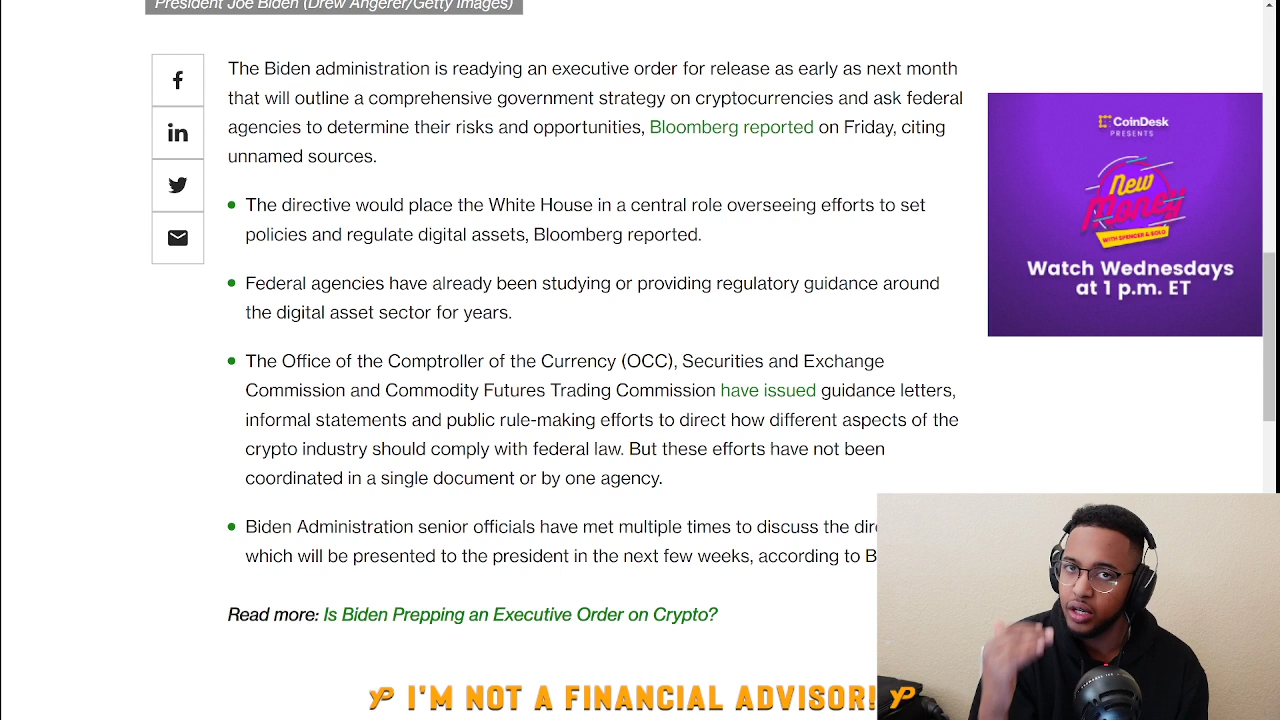 President Joe Biden (Drew Angerer/Getty Images)
The Biden administration is readying an executive order for release as early as next month
that will outline a comprehensive government strategy on cryptocurrencies and ask federal
agencies to determine their risks and opportunities, Bloomberg reported on Friday, citing
unnamed sources.
The directive would place the White House in a central role overseeing efforts to set
policies and regulate digital assets, Bloomberg reported.
Federal agencies have already been studying or providing regulatory guidance around
the digital asset sector for years.
The Office of the Comptroller of the Currency (OCC), Securities and Exchange
Commission and Commodity Futures Trading Commission have issued guidance letters,
informal statements and public rule-making efforts to direct how different aspects of the
crypto industry should comply with federal law. But these efforts have not been
coordinated in a single document or by one agency.
Biden Administration senior officials have met multiple times to discuss the
which will be presented to the president in the next few weeks, according to
Read more: Is Biden Prepping an Executive Order on Crypto?
CoinDesk
PRESENTS
New
Money
WITH SPENCER & SOLO
Watch Wednesdays
at 1 p.m. ET
I'M NOT A FINANCIAL ADVISOR!